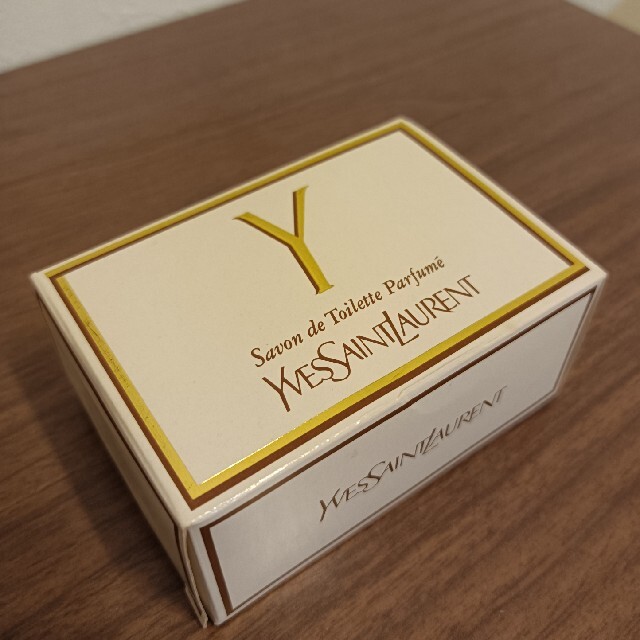 Y
Savon de Toilette Parfumé
YVESSAINTLAURENT
YVESSAINTLAURENT